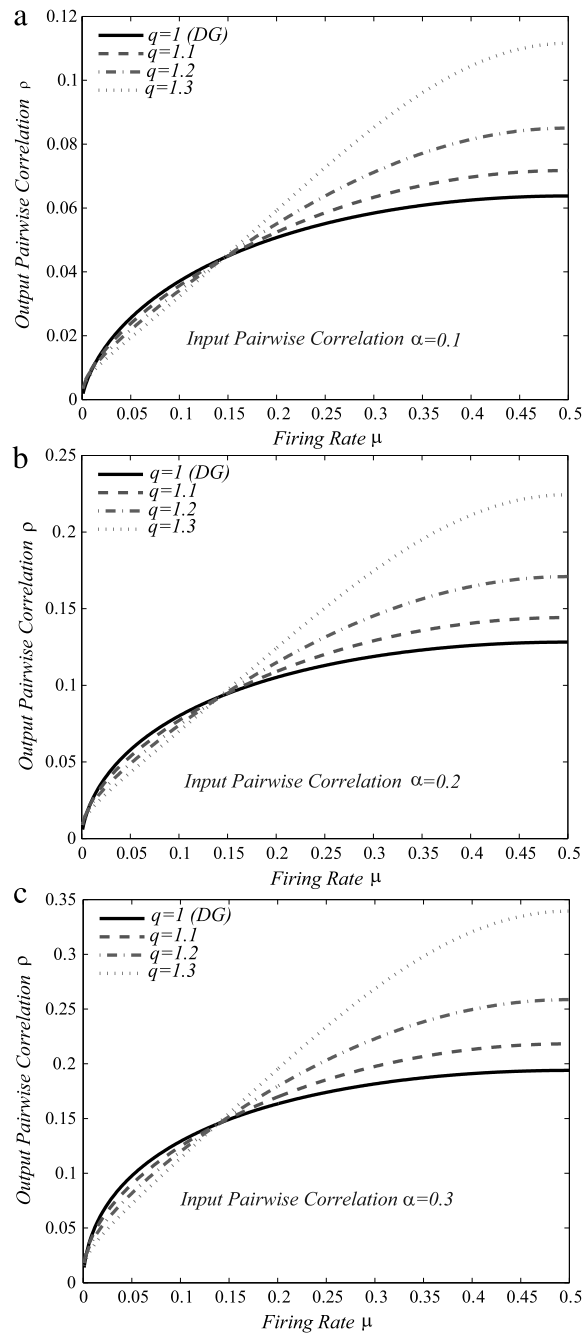 a
0.12
q=1 (DG)
q=1.1
q=1.2
q=1.3
0.1
0.08
0.06
0.04
0.02
0
Output Pairwise Correlation ρ
Input Pairwise Correlation α=0.1
0 0.05 0.1 0.15 0.2 0.25 0.3 0.35 0.4 0.45 0.5
Firing Rate μ
b
0.25
q=1 (DG)
q=1.1
q=1.2
q=1.3
0.2
0.15
0.1
0.05
0
Output Pairwise Correlation ρ
Input Pairwise Correlation α=0.2
0 0.05 0.1 0.15 0.2 0.25 0.3 0.35 0.4 0.45 0.5
Firing Rate μ
c
0.35
q=1 (DG)
q=1.1
q=1.2
q=1.3
0.3
0.25
0.2
0.15
0.1
0.05
0
Output Pairwise Correlation ρ
Input Pairwise Correlation α=0.3
0 0.05 0.1 0.15 0.2 0.25 0.3 0.35 0.4 0.45 0.5
Firing Rate μ